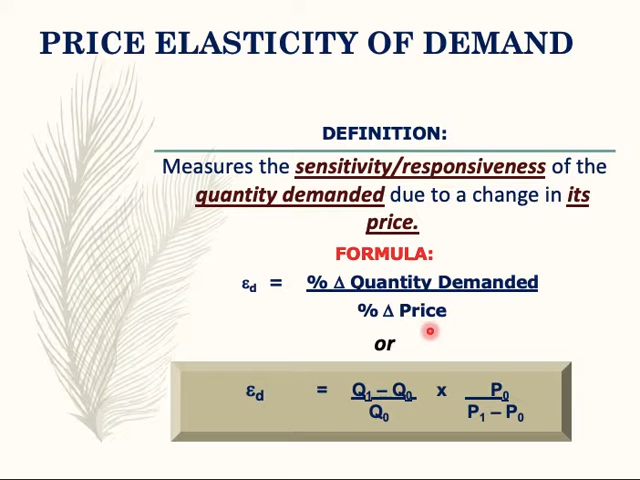 PRICE ELASTICITY OF DEMAND
DEFINITION:
Measures the sensitivity/responsiveness of the
quantity demanded due to a change in its
price.
FORMULA:
εd = % Δ Quantity Demanded
% Δ Price
or
εd = Q1 – Q0 x P0
Q0 P1 – P0